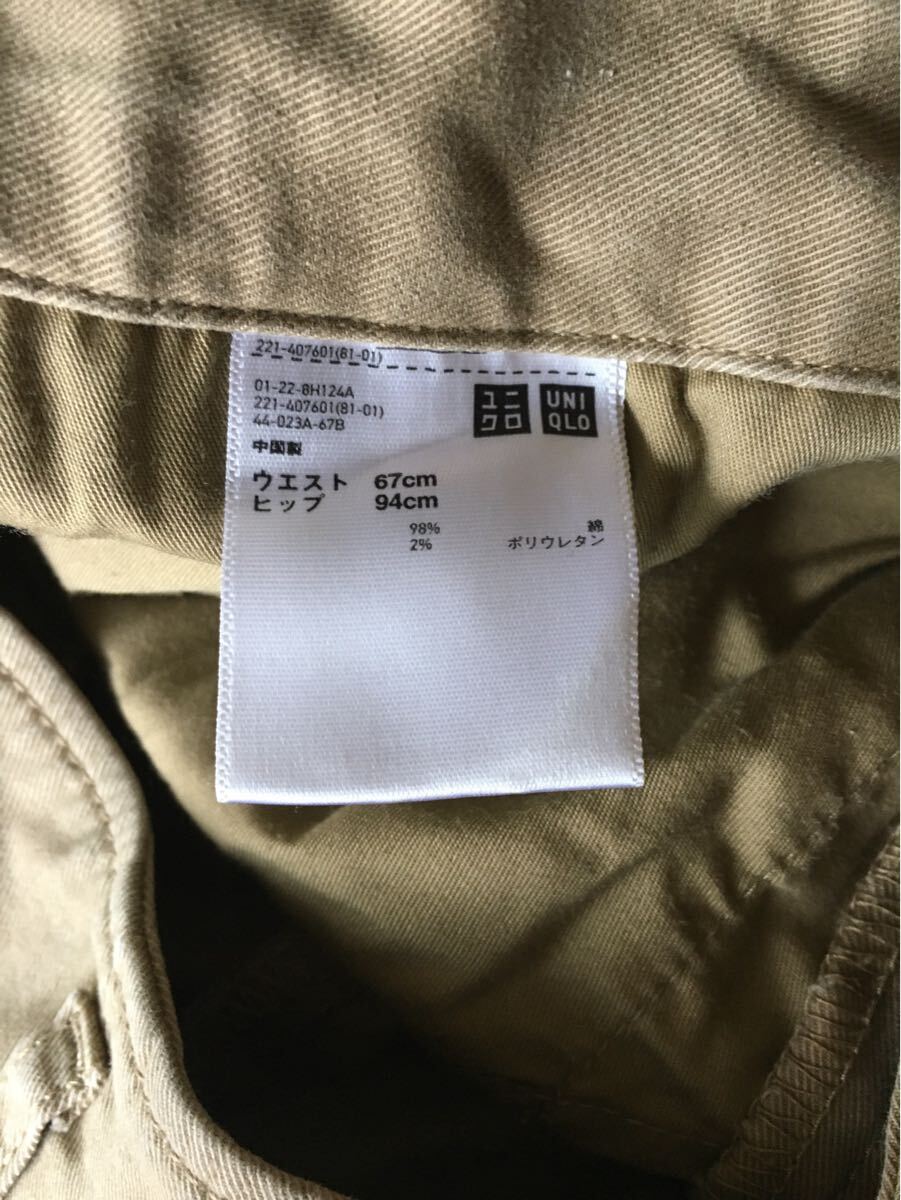 221-407601(81-01)
01-22-8H124A
221-407601(81-01)
44-023A-67B
中国製
ユニ
クロ
UNI
QLO
ウエスト 67cm
ヒップ 94cm
98% 綿
2% ポリウレタン